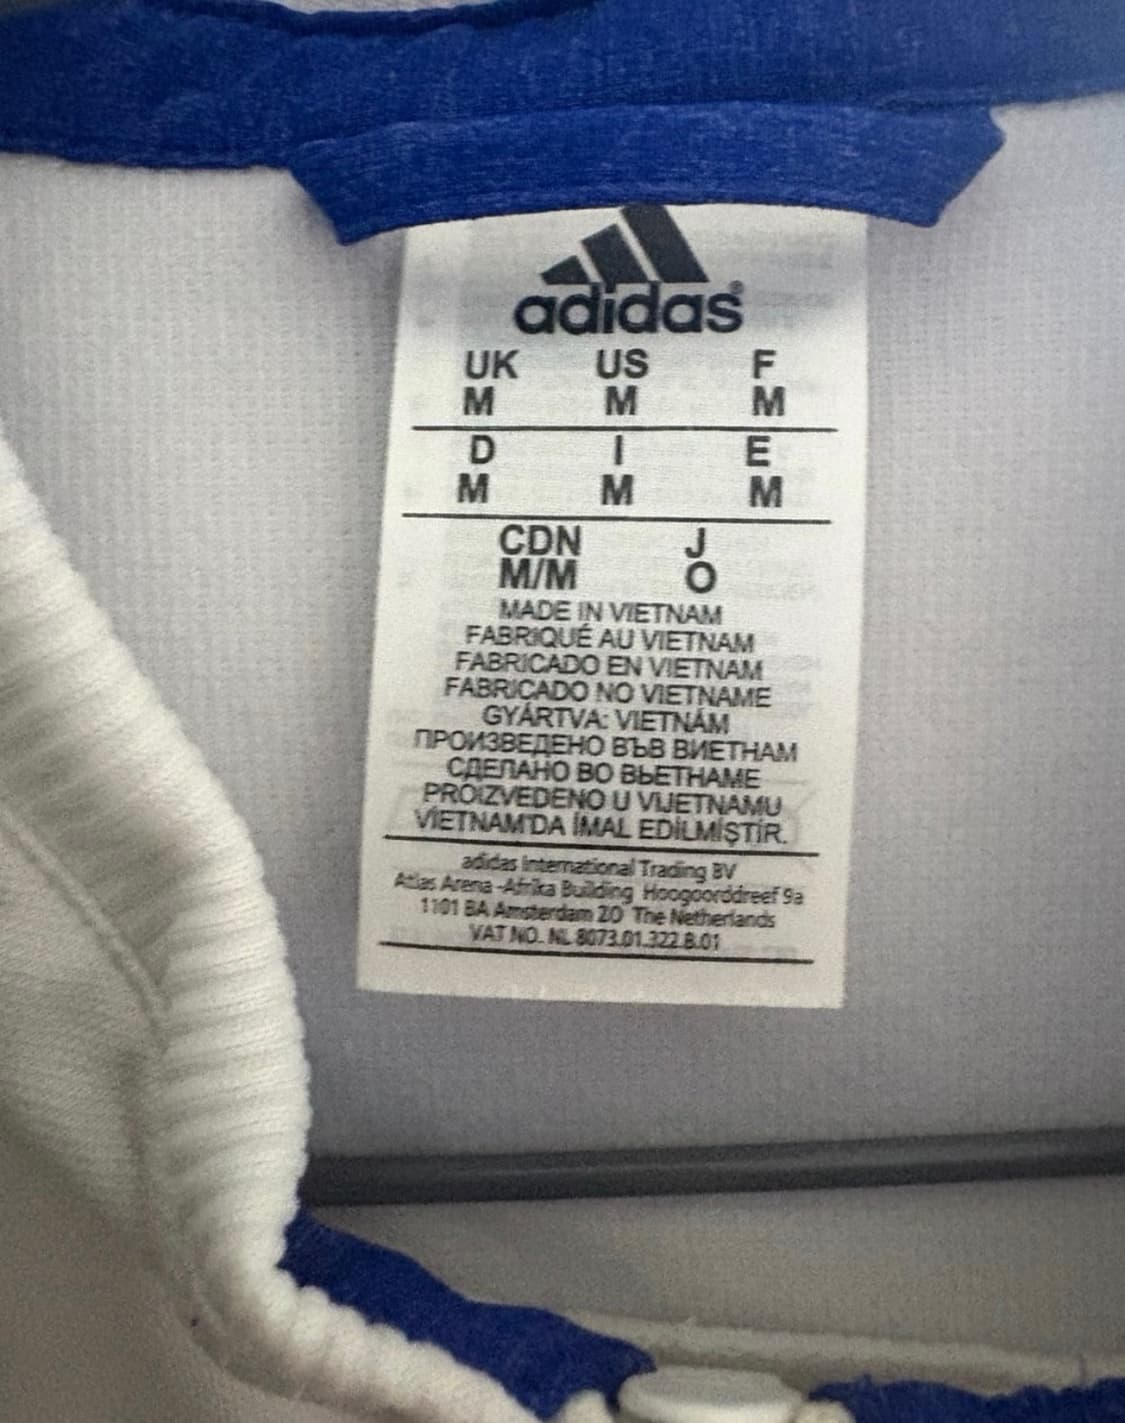 adidas®
UK US F
M M M
D I E
M M M
CDN J
M/M O
MADE IN VIETNAM
FABRIQUÉ AU VIETNAM
FABRICADO EN VIETNAM
FABRICADO NO VIETNAME
GYÁRTVA: VIETNÁM
ПРОИЗВЕДЕНО ВЪВ ВИЕТНАМ
СДЕЛАНО ВО ВЬЕТНАМЕ
PROIZVEDENO U VIJETNAMU
VİETNAM'DA İMAL EDİLMİŞTİR.
adidas International Trading BV
Atlas Arena -Afrika Building Hoogoorddreef 9a
1101 BA Amsterdam ZO The Netherlands
VAT NO. NL 8073.01.322.B.01